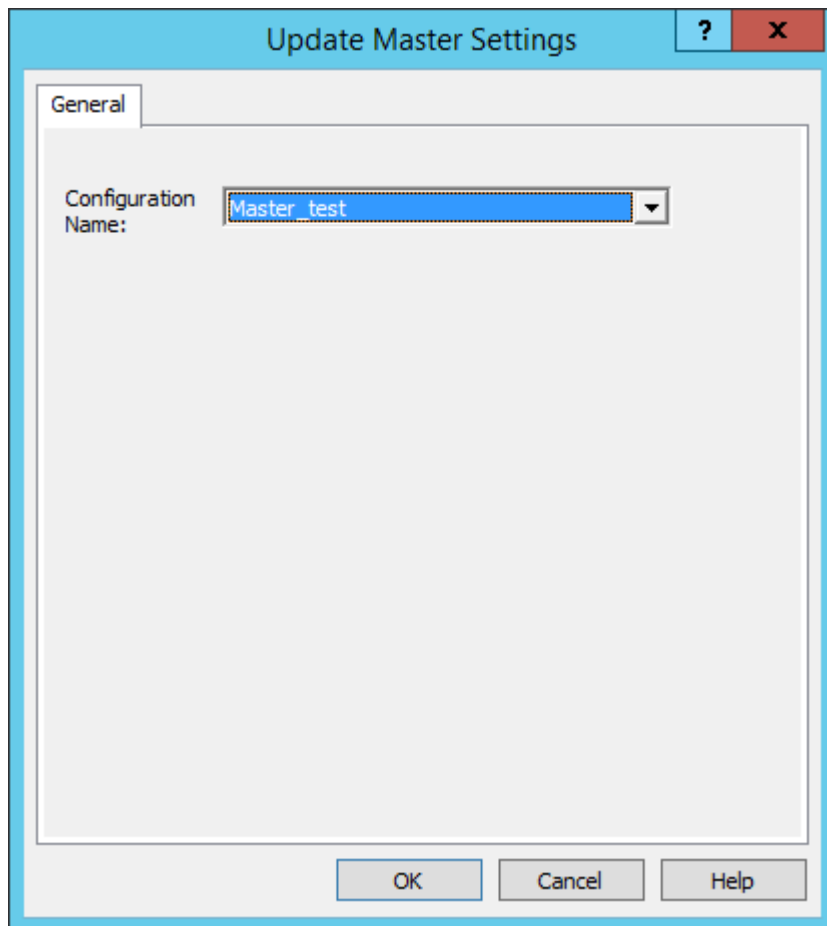 Update Master Settings
?
x
General
Configuration
Name:
Master_test
OK
Cancel
Help